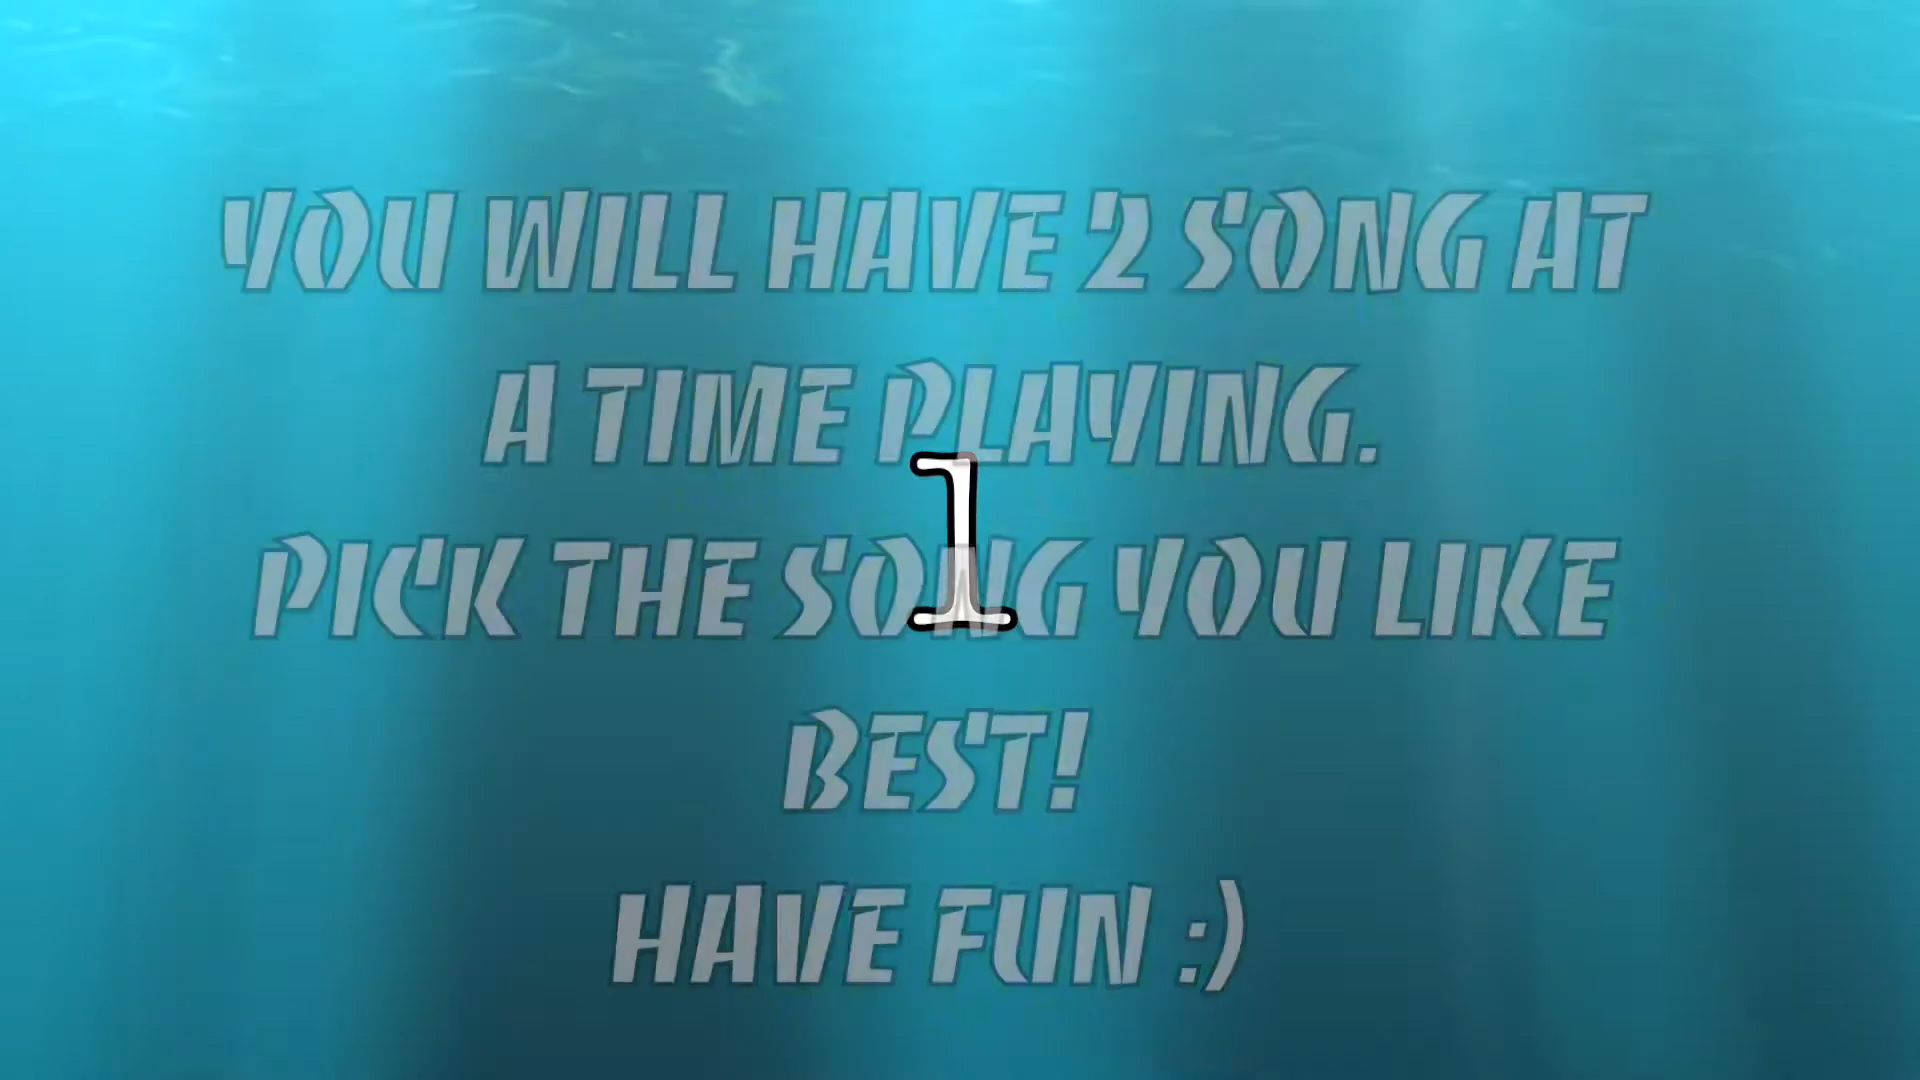 YOU WILL HAVE 2 SONG AT
A TIME PLAYING.
1
PICK THE SONG YOU LIKE
BEST!
HAVE FUN :)